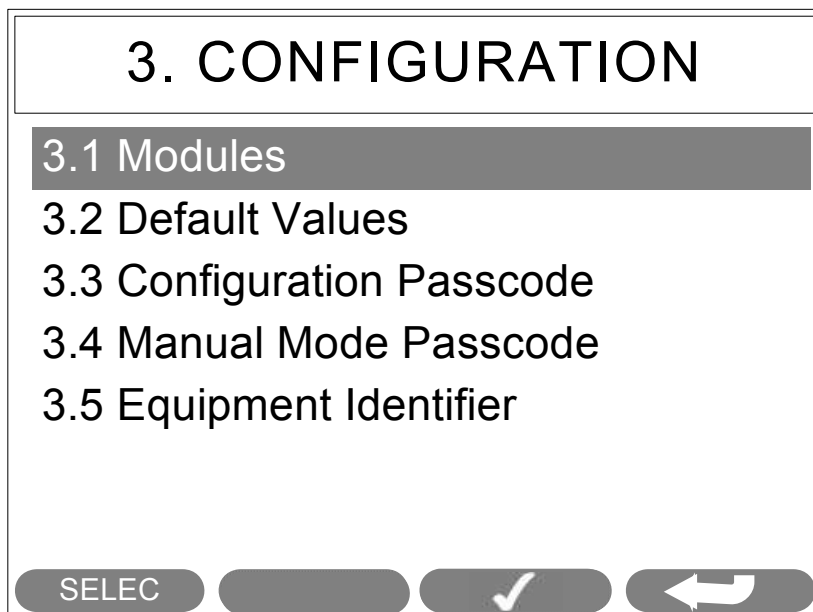 3. CONFIGURATION
3.1 Modules
3.2 Default Values
3.3 Configuration Passcode
3.4 Manual Mode Passcode
3.5 Equipment Identifier
SELEC